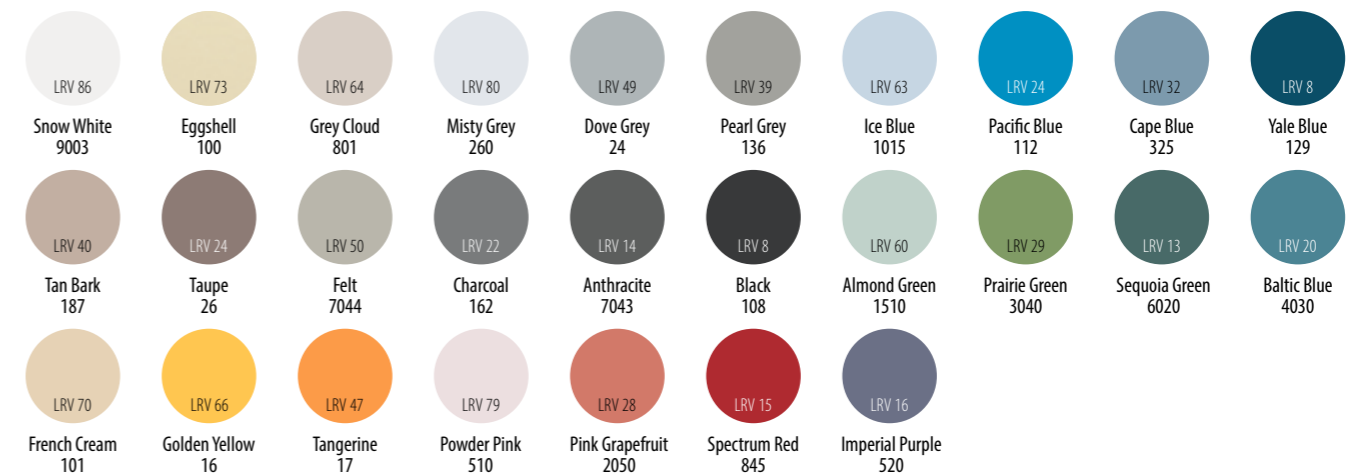 LRV 86 LRV 73 LRV 64 LRV 80 LRV 49 LRV 39 LRV 63 LRV 24 LRV 32 LRV 8
Snow White Eggshell Grey Cloud Misty Grey Dove Grey Pearl Grey Ice Blue Pacific Blue Cape Blue Yale Blue
9003 100 801 260 24 136 1015 112 325 129
LRV 40 LRV 24 LRV 50 LRV 22 LRV 14 LRV 8 LRV 60 LRV 29 LRV 13 LRV 20
Tan Bark Taupe Felt Charcoal Anthracite Black Almond Green Prairie Green Sequoia Green Baltic Blue
187 26 7044 162 7043 108 1510 3040 6020 4030
LRV 70 LRV 66 LRV 47 LRV 79 LRV 28 LRV 15 LRV 16
French Cream Golden Yellow Tangerine Powder Pink Pink Grapefruit Spectrum Red Imperial Purple
101 16 17 510 2050 845 520